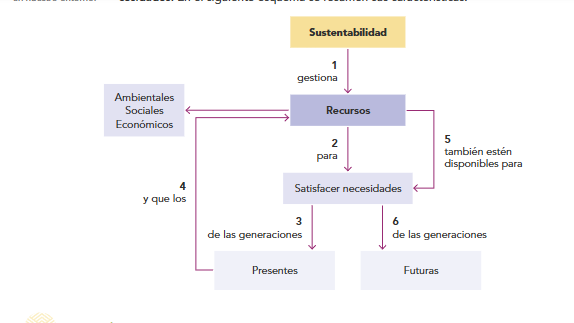 Sustentabilidad
1
gestiona
Ambientales
Sociales
Económicos
Recursos
2
para
5
también estén
disponibles para
4
y que los
Satisfacer necesidades
3
de las generaciones
6
de las generaciones
Presentes
Futuras